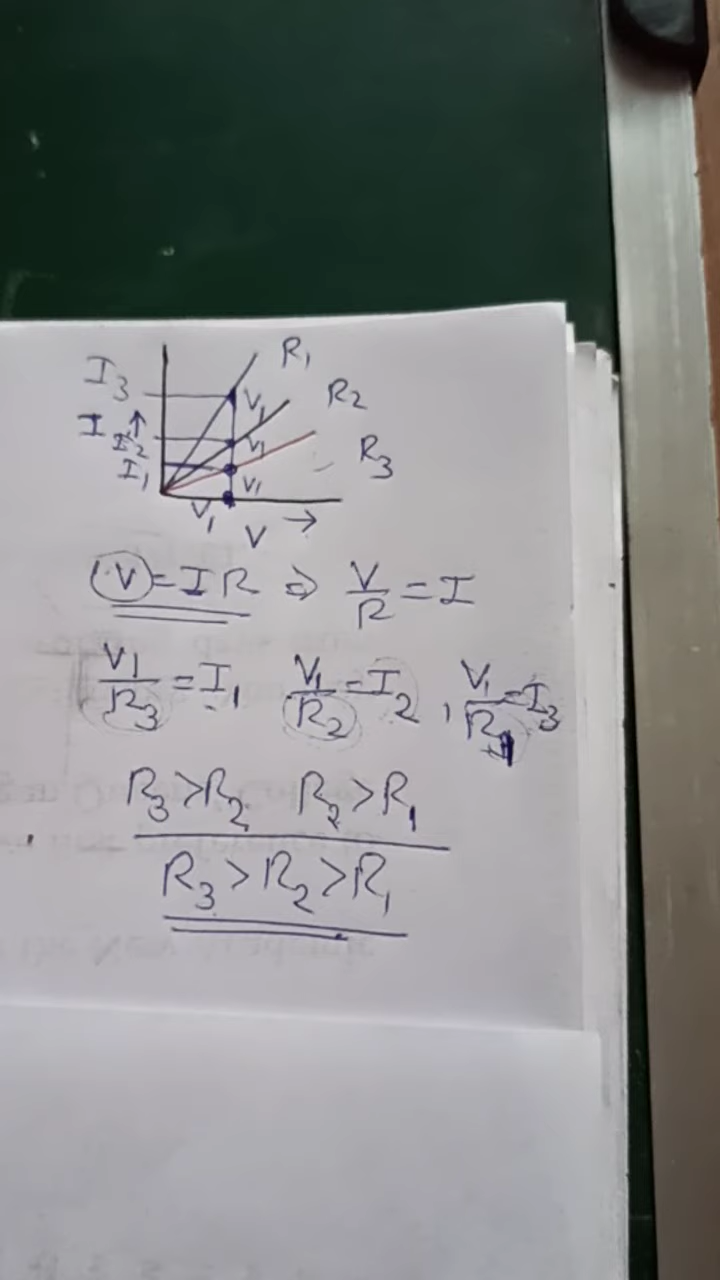 R₁
I₃
V₁
R₂
I ↑
I₂
V₁
R₃
I₁
V₁
V₁
V →
V = IR ⇒ V/R = I
V₁/R₃ = I₁ V₁/R₂ = I₂ , V₁/R₁ = I₃
R₃ > R₂ R₂ > R₁
R₃ > R₂ > R₁